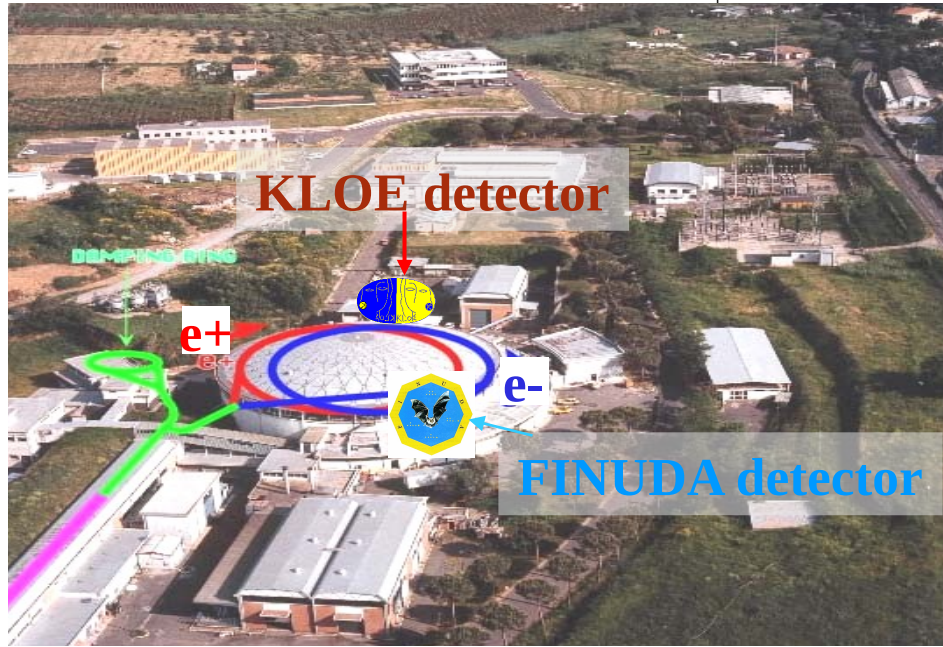 KLOE detector
DAMPING RING
e+
e+
e-
FINUDA detector